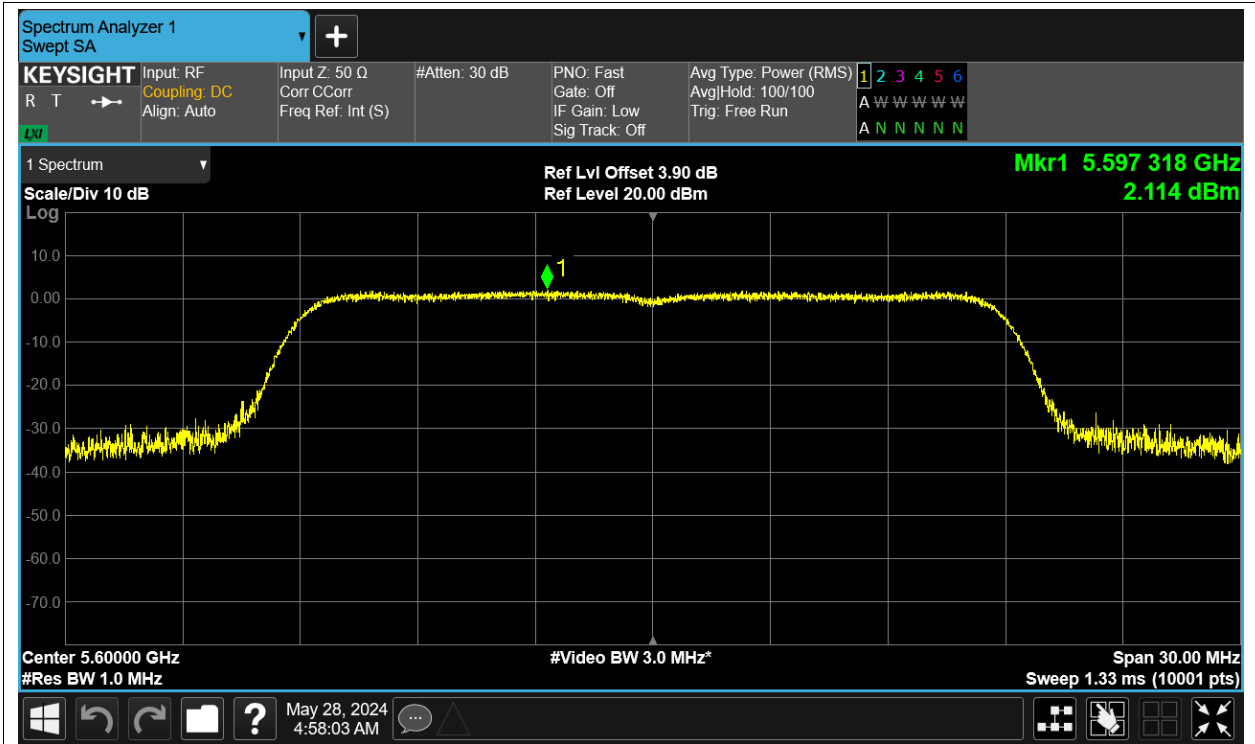 Spectrum Analyzer 1
Swept SA
KEYSIGHT
R T
LXI
Input: RF
Coupling: DC
Align: Auto
Input Z: 50 Ω
Corr CCorr
Freq Ref: Int (S)
#Atten: 30 dB
PNO: Fast
Gate: Off
IF Gain: Low
Sig Track: Off
Avg Type: Power (RMS)
Avg|Hold: 100/100
Trig: Free Run
1 2 3 4 5 6
A W W W W W
A N N N N N
1 Spectrum
Scale/Div 10 dB
Log
Ref Lvl Offset 3.90 dB
Ref Level 20.00 dBm
Mkr1 5.597 318 GHz
2.114 dBm
1
10.0
0.00
-10.0
-20.0
-30.0
-40.0
-50.0
-60.0
-70.0
Center 5.60000 GHz
#Res BW 1.0 MHz
#Video BW 3.0 MHz*
Span 30.00 MHz
Sweep 1.33 ms (10001 pts)
?
May 28, 2024
4:58:03 AM